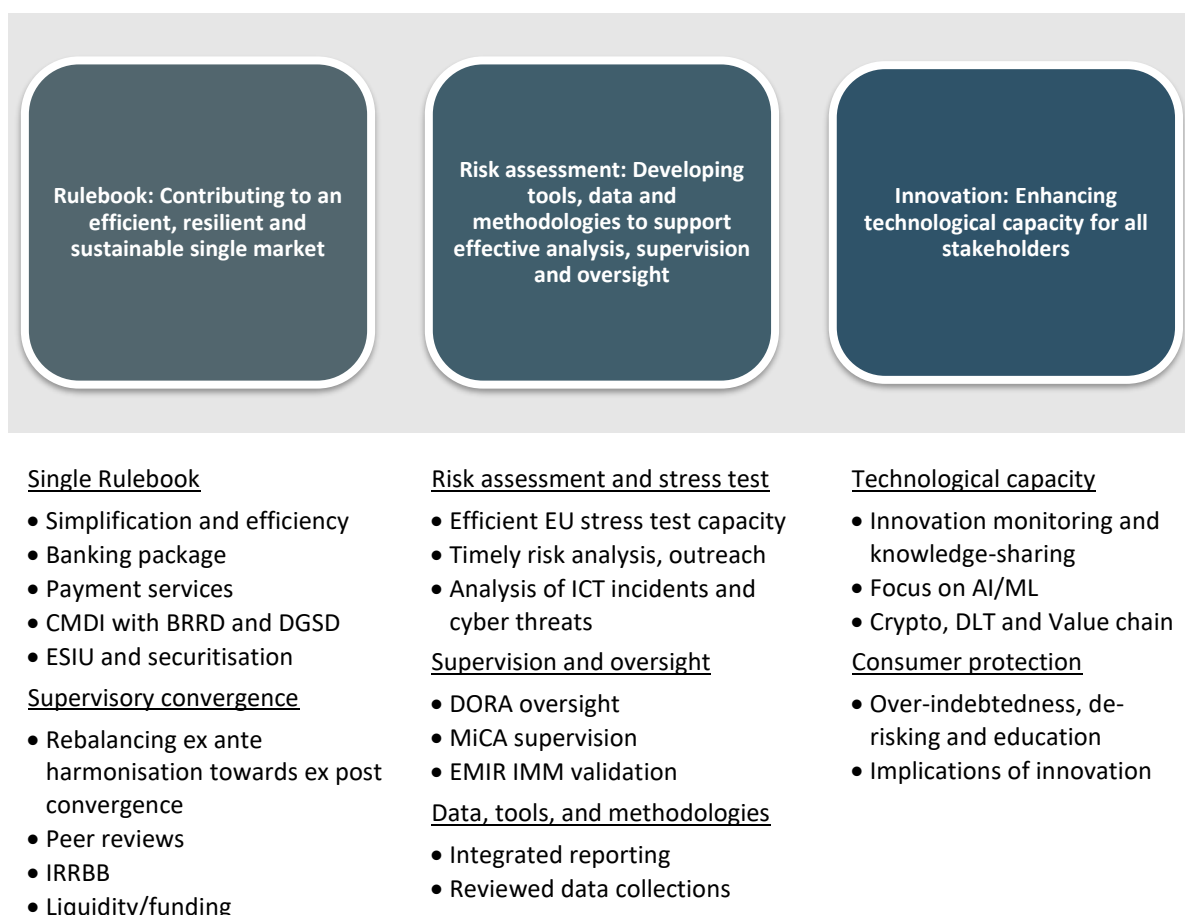 Rulebook: Contributing to an
efficient, resilient and
sustainable single market
Risk assessment: Developing
tools, data and
methodologies to support
effective analysis, supervision
and oversight
Innovation: Enhancing
technological capacity for all
stakeholders
Single Rulebook
• Simplification and efficiency
• Banking package
• Payment services
• CMDI with BRRD and DGSD
• ESIU and securitisation
Supervisory convergence
• Rebalancing ex ante
harmonisation towards ex post
convergence
• Peer reviews
• IRRBB
• Liquidity/funding
Risk assessment and stress test
• Efficient EU stress test capacity
• Timely risk analysis, outreach
• Analysis of ICT incidents and
cyber threats
Supervision and oversight
• DORA oversight
• MiCA supervision
• EMIR IMM validation
Data, tools, and methodologies
• Integrated reporting
• Reviewed data collections
Technological capacity
• Innovation monitoring and
knowledge-sharing
• Focus on AI/ML
• Crypto, DLT and Value chain
Consumer protection
• Over-indebtedness, de-
risking and education
• Implications of innovation